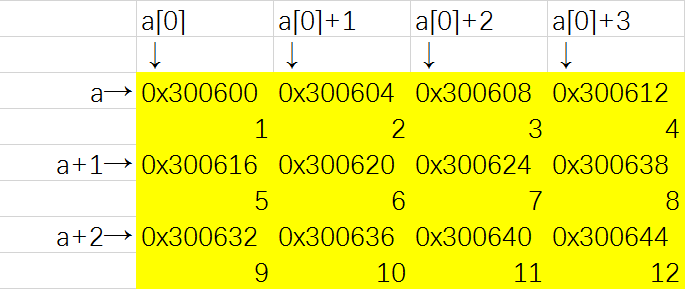 a[0] a[0]+1 a[0]+2 a[0]+3
↓ ↓ ↓ ↓
a→ 0x300600 0x300604 0x300608 0x300612
1 2 3 4
a+1→ 0x300616 0x300620 0x300624 0x300638
5 6 7 8
a+2→ 0x300632 0x300636 0x300640 0x300644
9 10 11 12